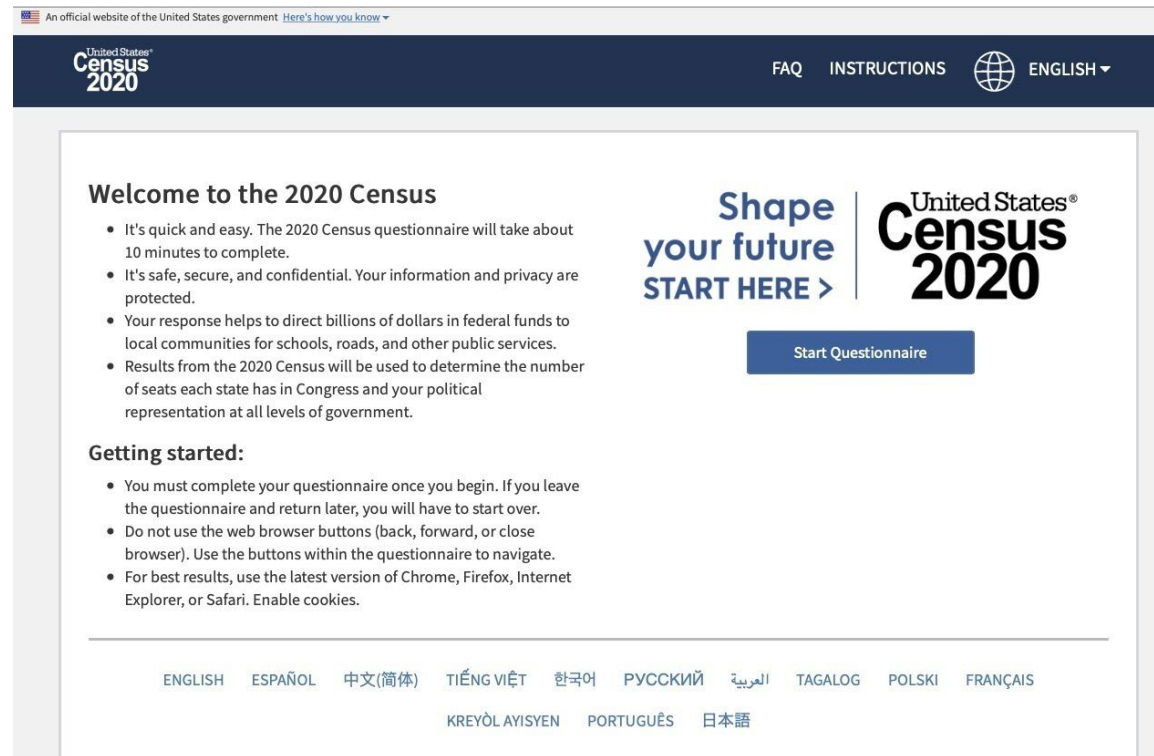 An official website of the United States government Here's how you know
United States®
Census
2020
FAQ INSTRUCTIONS ENGLISH
Welcome to the 2020 Census
• It's quick and easy. The 2020 Census questionnaire will take about
10 minutes to complete.
• It's safe, secure, and confidential. Your information and privacy are
protected.
• Your response helps to direct billions of dollars in federal funds to
local communities for schools, roads, and other public services.
• Results from the 2020 Census will be used to determine the number
of seats each state has in Congress and your political
representation at all levels of government.
Getting started:
• You must complete your questionnaire once you begin. If you leave
the questionnaire and return later, you will have to start over.
• Do not use the web browser buttons (back, forward, or close
browser). Use the buttons within the questionnaire to navigate.
• For best results, use the latest version of Chrome, Firefox, Internet
Explorer, or Safari. Enable cookies.
Shape
your future
START HERE >
United States®
Census
2020
Start Questionnaire
ENGLISH ESPAÑOL 中文(简体) TIẾNG VIỆT 한국어 РУССКИЙ العربية TAGALOG POLSKI FRANÇAIS
KREYÒL AYISYEN PORTUGUÊS 日本語